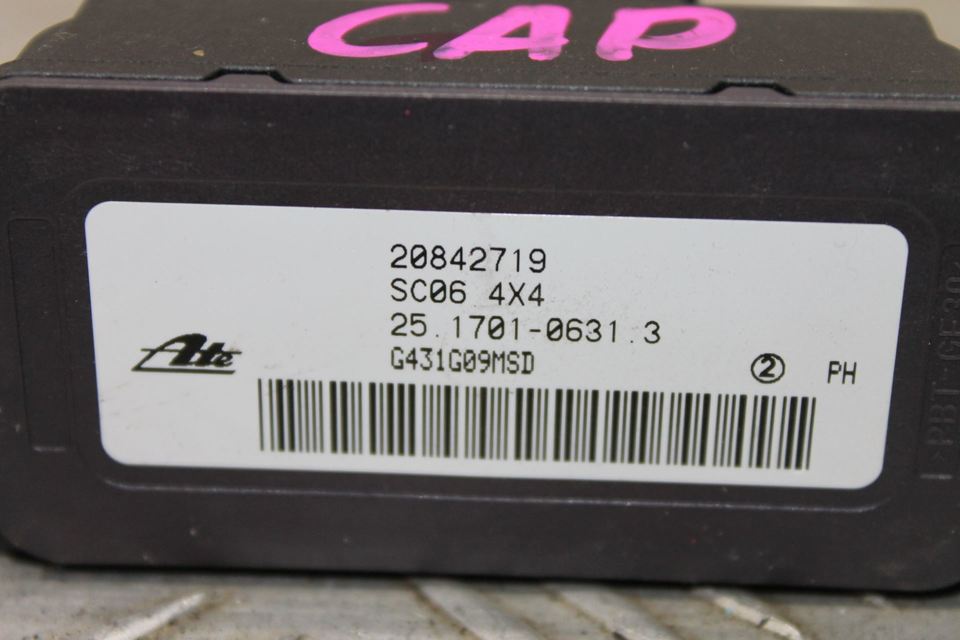 CAP
20842719
SC06 4X4
25.1701-0631.3
Ate
G431G09MSD
2 PH